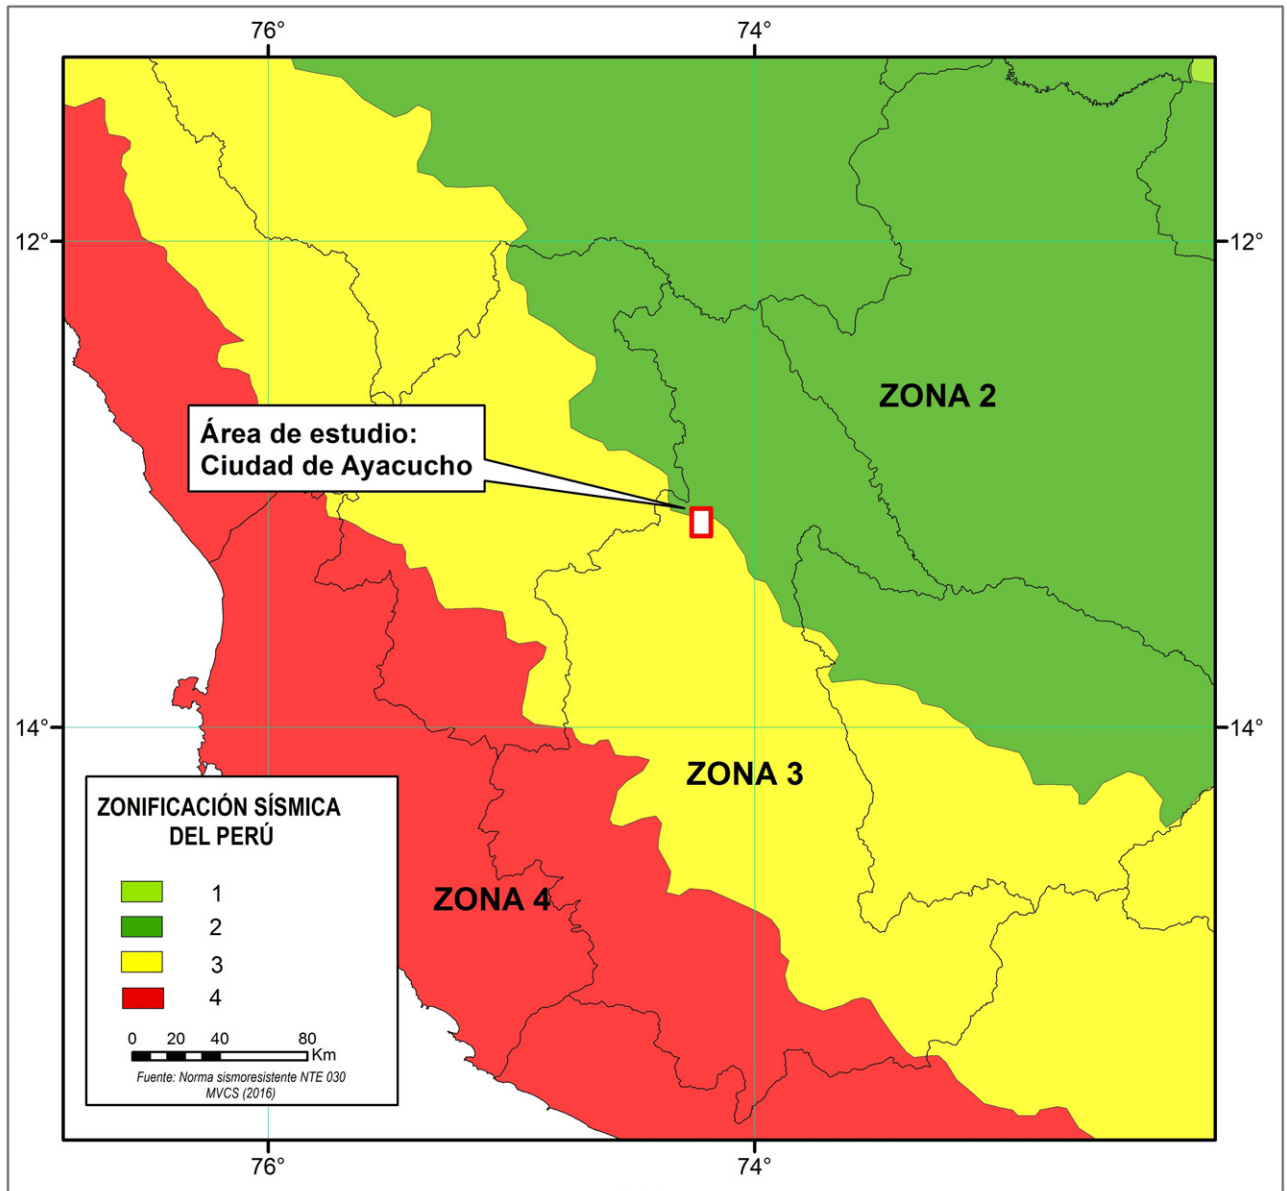 76°
74°
12°
12°
ZONA 2
Área de estudio:
Ciudad de Ayacucho
14°
14°
ZONA 3
ZONA 4
ZONIFICACIÓN SÍSMICA
DEL PERÚ
1
2
3
4
0 20 40 80
Km
Fuente: Norma sismoresistente NTE 030
MVCS (2016)
76°
74°